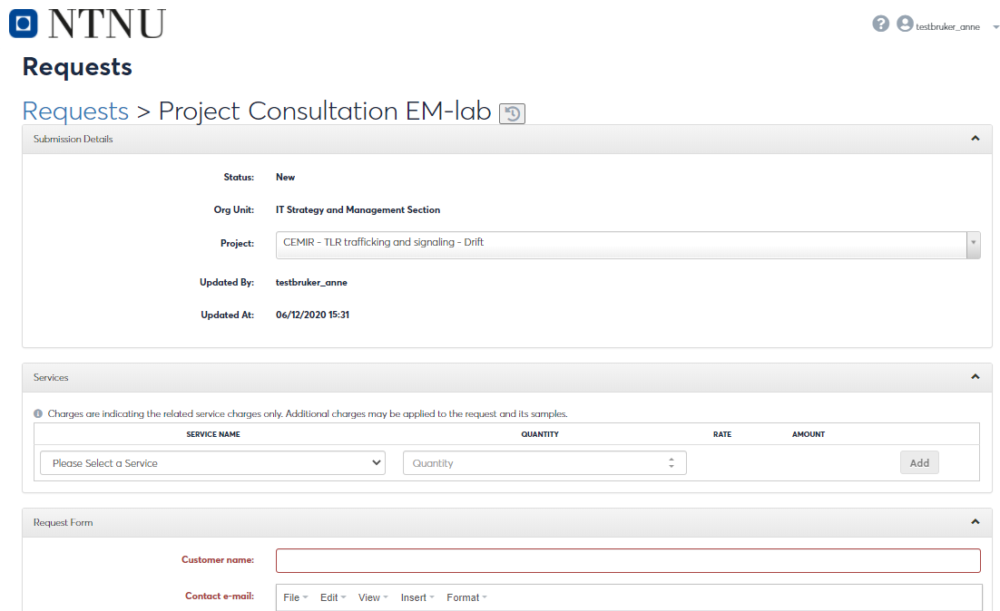 NTNU
testbruker_anne
Requests
Requests > Project Consultation EM-lab
Submission Details
Status: New
Org Unit: IT Strategy and Management Section
Project: CEMIR - TLR trafficking and signaling - Drift
Updated By: testbruker_anne
Updated At: 06/12/2020 15:31
Services
Charges are indicating the related service charges only. Additional charges may be applied to the request and its samples.
SERVICE NAME QUANTITY RATE AMOUNT
Please Select a Service Quantity Add
Request Form
Customer name:
Contact e-mail: File Edit View Insert Format